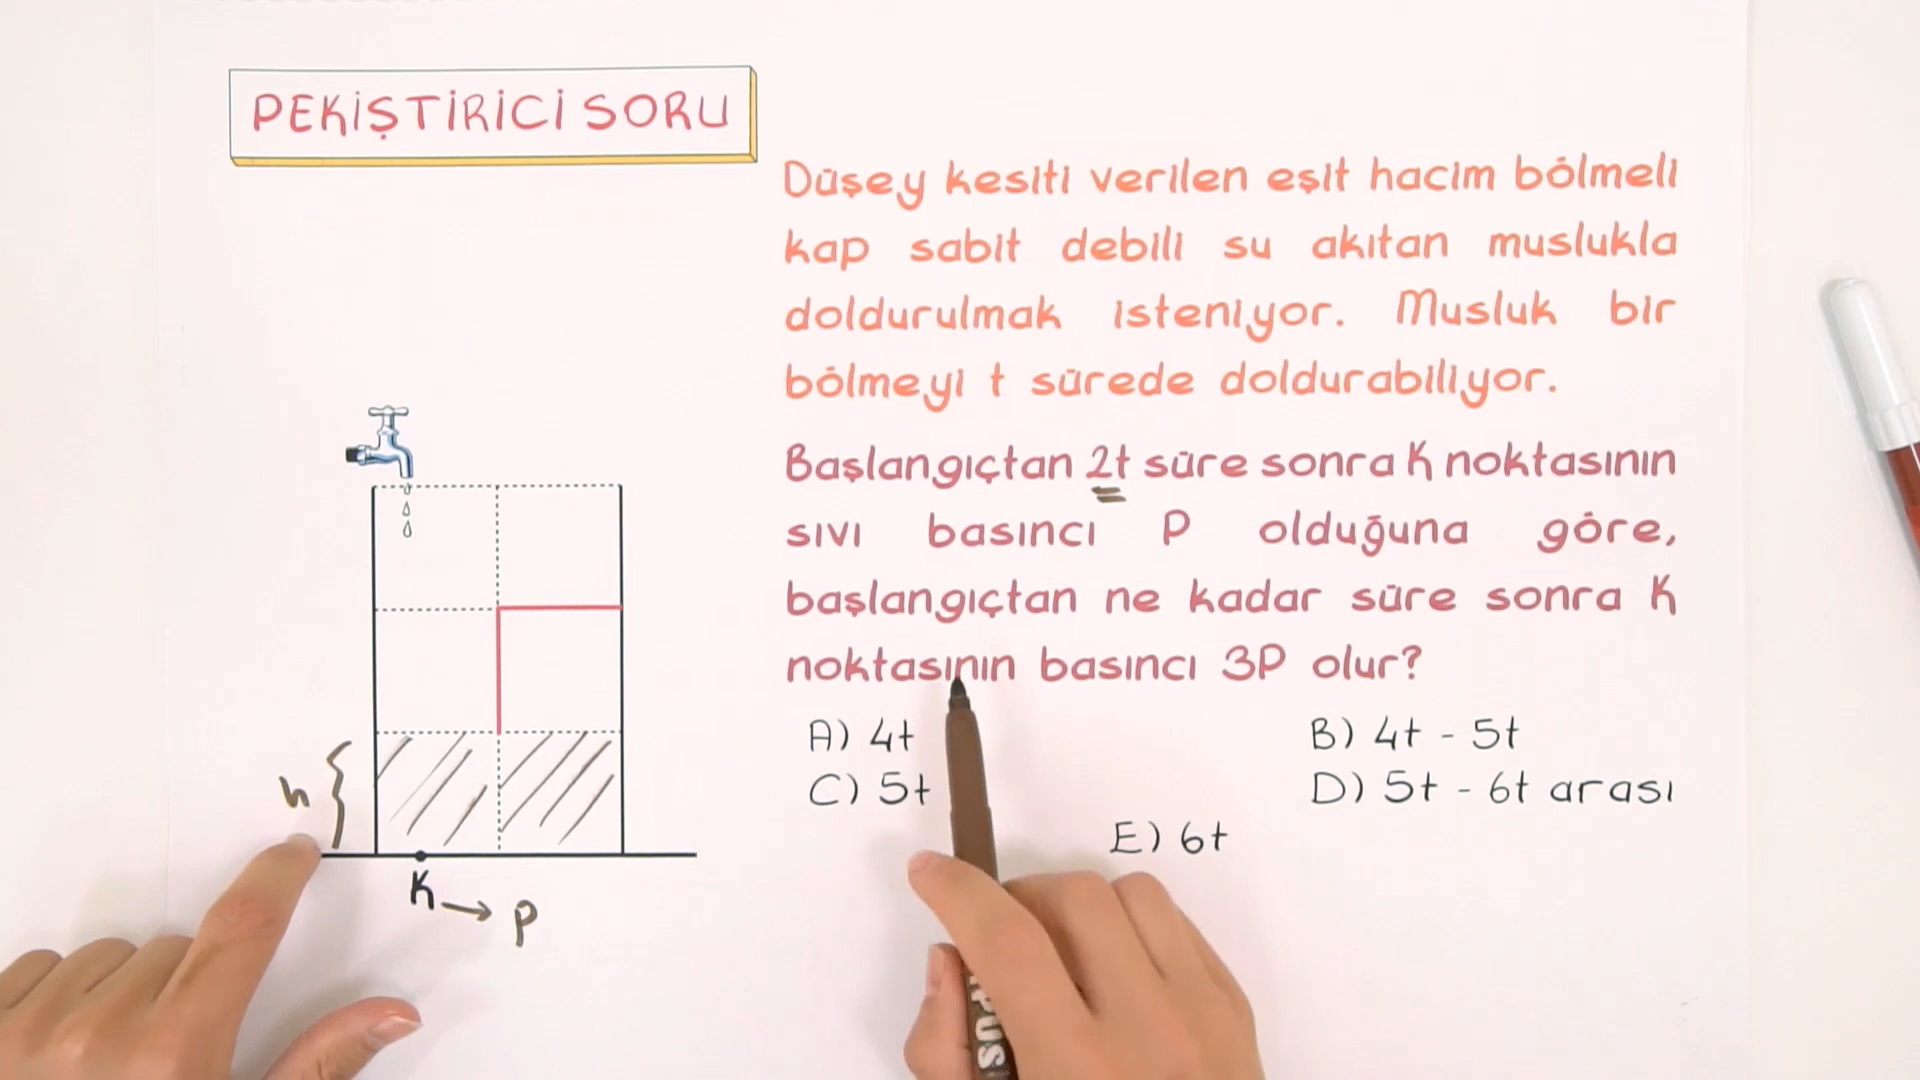 PEKİŞTİRİCİ SORU
Düşey kesiti verilen eşit hacim bölmeli
kap sabit debili su akıtan muslukla
doldurulmak isteniyor. Musluk bir
bölmeyi t sürede doldurabiliyor.
Başlangıçtan 2t süre sonra K noktasının
sıvı basıncı P olduğuna göre,
başlangıçtan ne kadar süre sonra K
noktasının basıncı 3P olur?
A) 4t
B) 4t - 5t
C) 5t
D) 5t - 6t arası
E) 6t
h
K → P